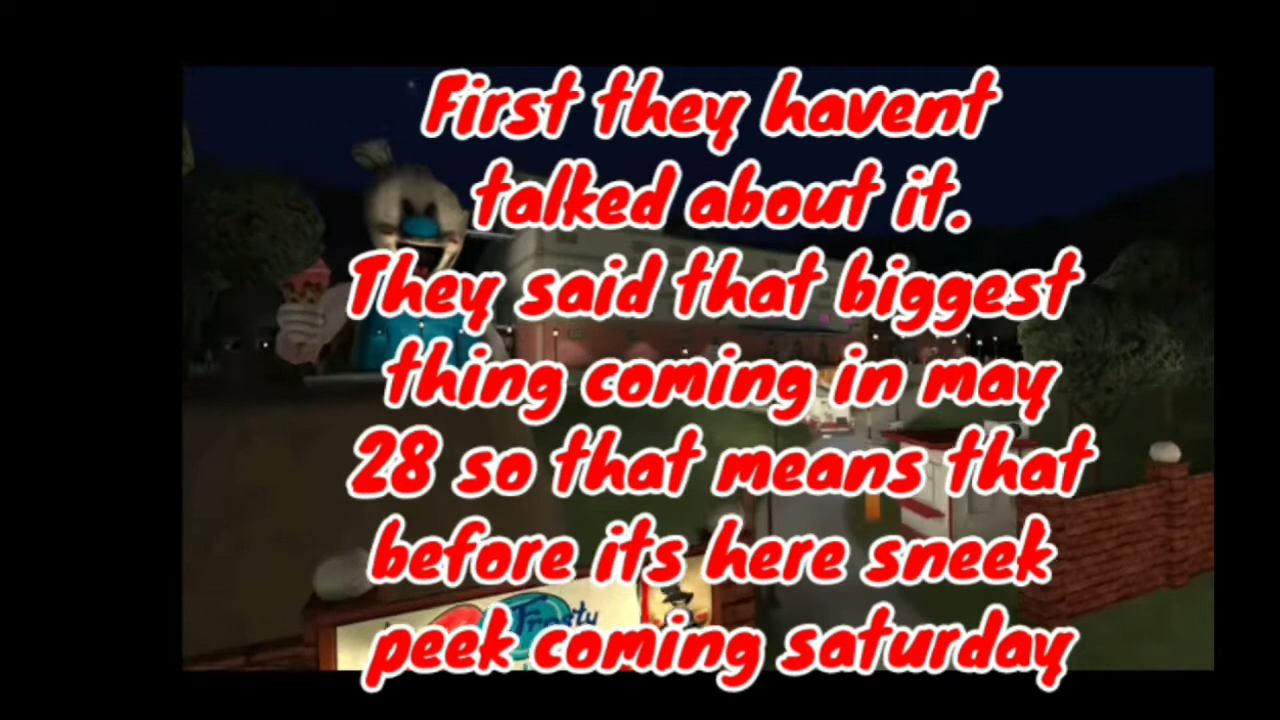 First they havent
talked about it.
They said that biggest
thing coming in may
28 so that means that
before its here sneek
peek coming saturday
Frosty